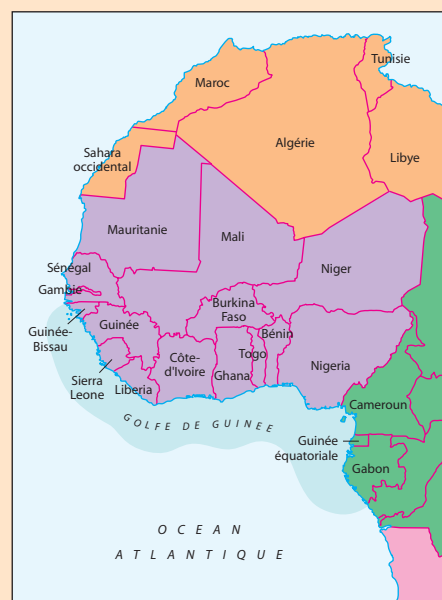 Tunisie
Maroc
Algérie
Libye
Sahara
occidental
Mauritanie
Mali
Niger
Sénégal
Gambie
Guinée-
Bissau
Guinée
Burkina
Faso
Bénin
Togo
Côte-
d'Ivoire
Ghana
Nigeria
Sierra
Leone
Liberia
Cameroun
GOLFE DE GUINEE
Guinée
équatoriale
Gabon
OCEAN
ATLANTIQUE